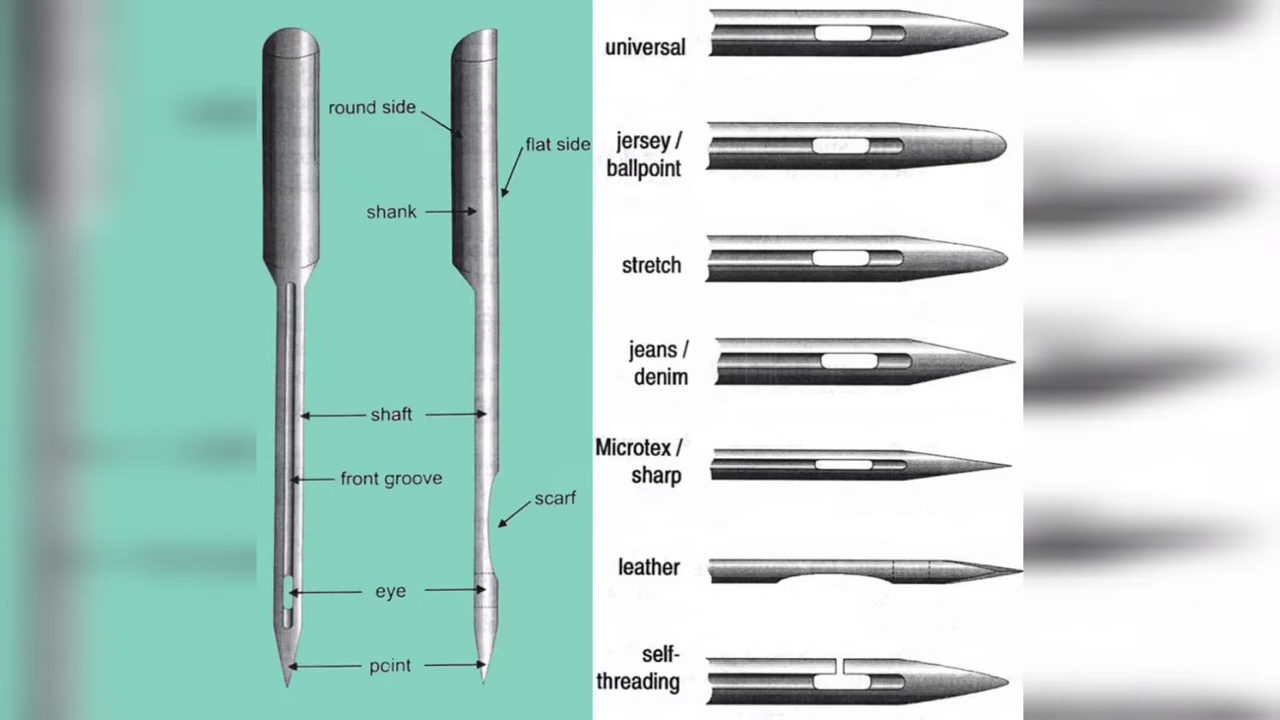 round side
flat side
shank
shaft
front groove
scarf
eye
point
universal
jersey /
ballpoint
stretch
jeans /
denim
Microtex /
sharp
leather
self-
threading